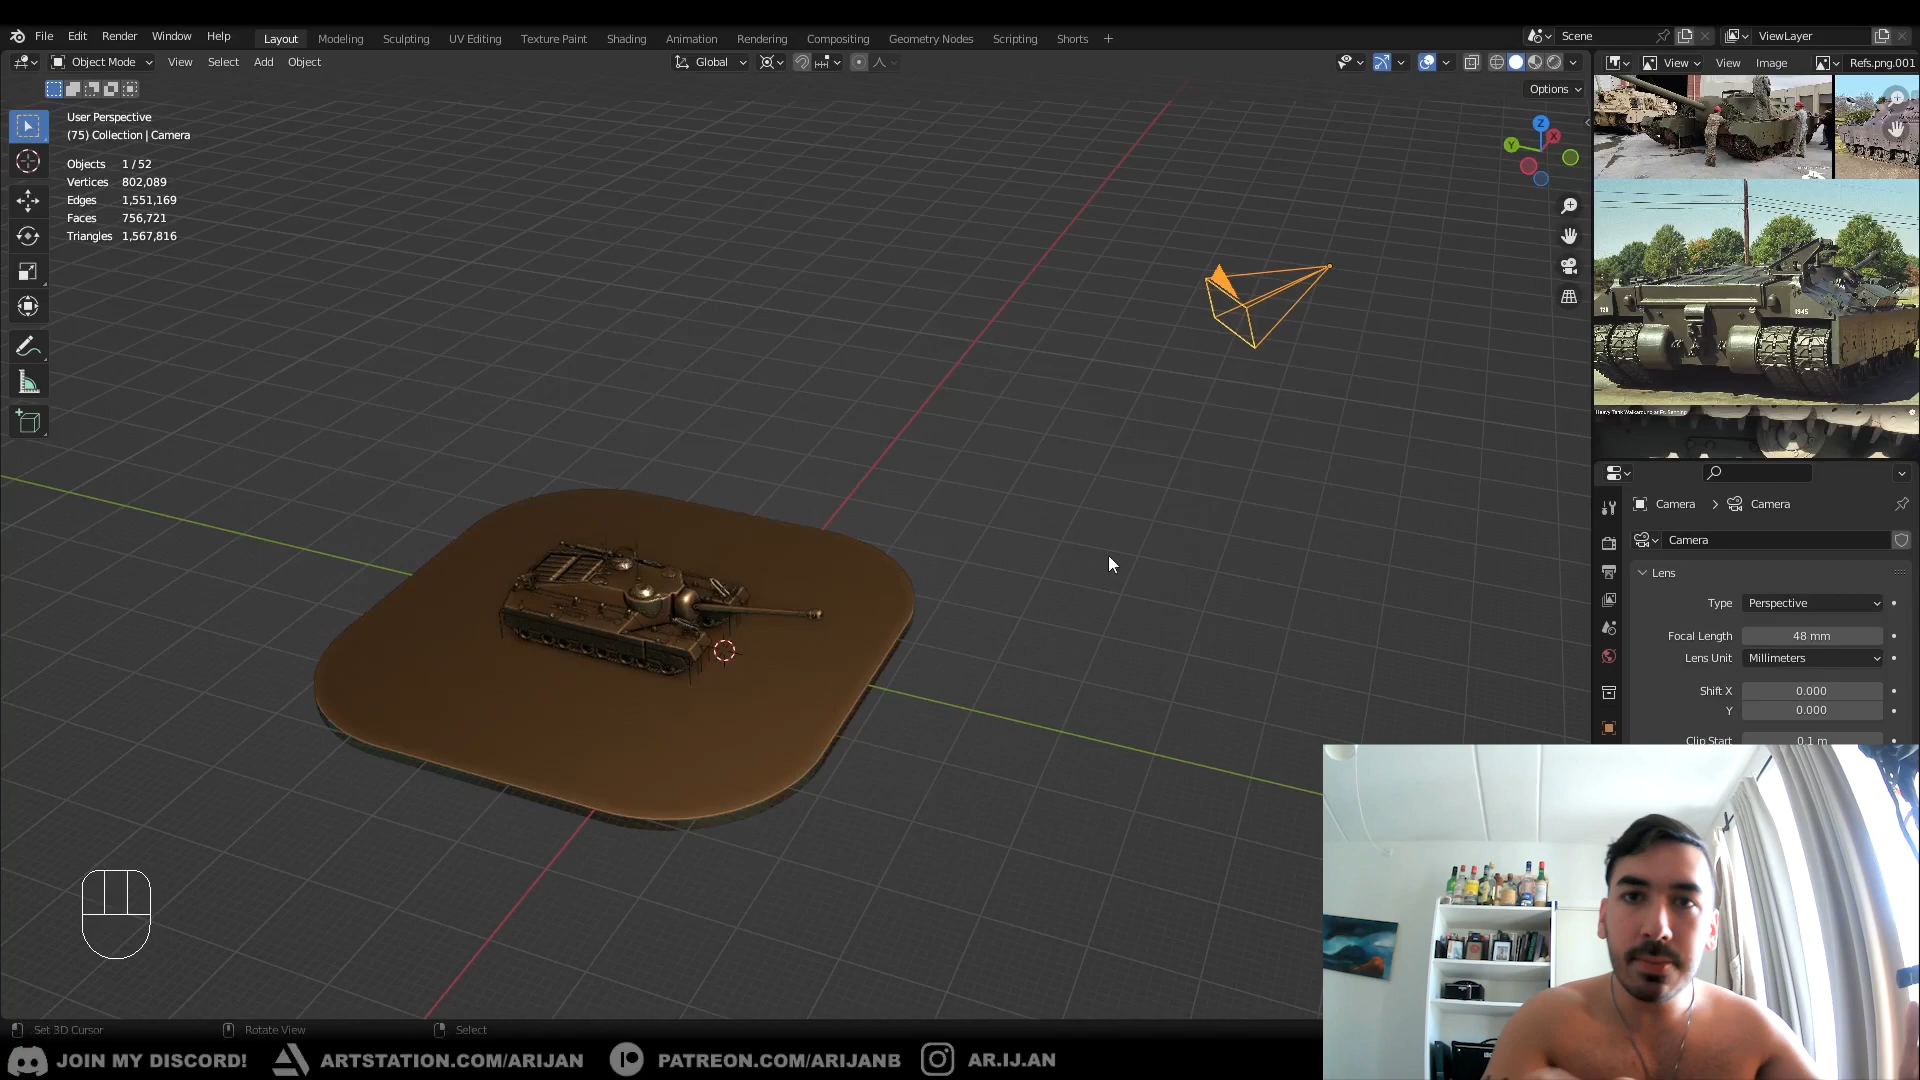 File Edit Render Window Help Layout Modeling Sculpting UV Editing Texture Paint Shading Animation Rendering Compositing Geometry Nodes Scripting Shorts + Scene ViewLayer
Object Mode View Select Add Object Global View View Image Refs.png.001
Options
User Perspective
(75) Collection | Camera
Objects 1 / 52
Vertices 802,089
Edges 1,551,169
Faces 756,721
Triangles 1,567,816
Z
Y
X
1945
Camera > Camera
Camera
Lens
Type Perspective
Focal Length 48 mm
Lens Unit Millimeters
Shift X 0.000
Y 0.000
Clip Start 0.1 m
Set 3D Cursor Rotate View Select
JOIN MY DISCORD! ARTSTATION.COM/ARIJAN PATREON.COM/ARIJANB AR.IJ.AN